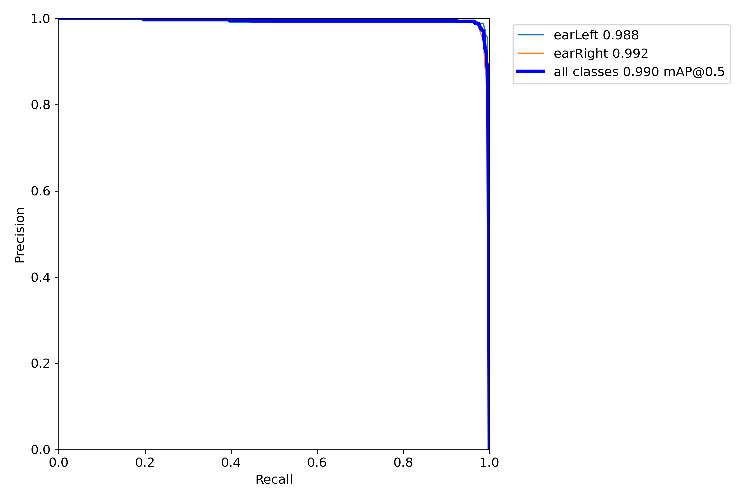 1.0
0.8
0.6
0.4
0.2
0.0
Precision
0.0 0.2 0.4 0.6 0.8 1.0
Recall
earLeft 0.988
earRight 0.992
all classes 0.990 mAP@0.5